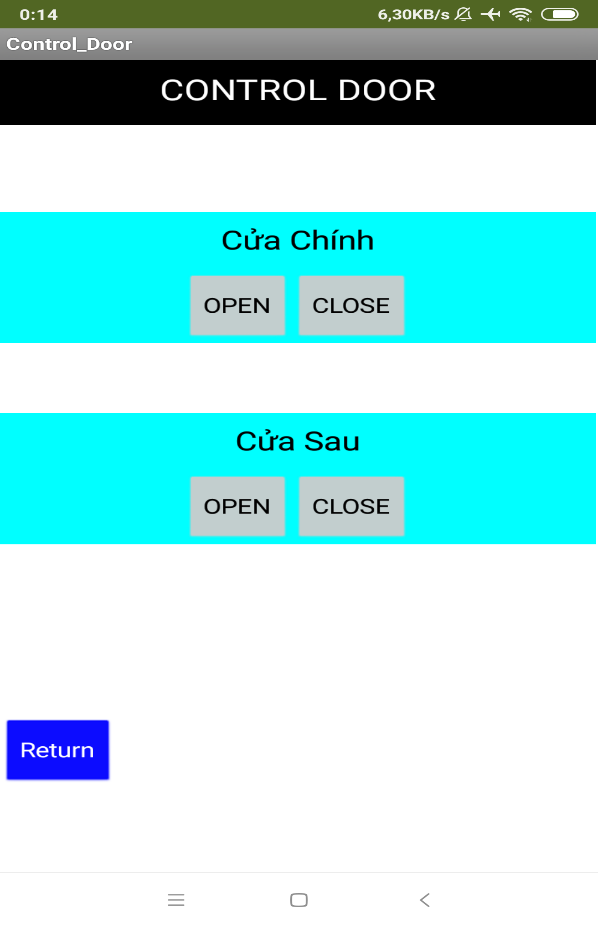 0:14 6,30KB/s
Control_Door
CONTROL DOOR
Cửa Chính
OPEN CLOSE
Cửa Sau
OPEN CLOSE
Return